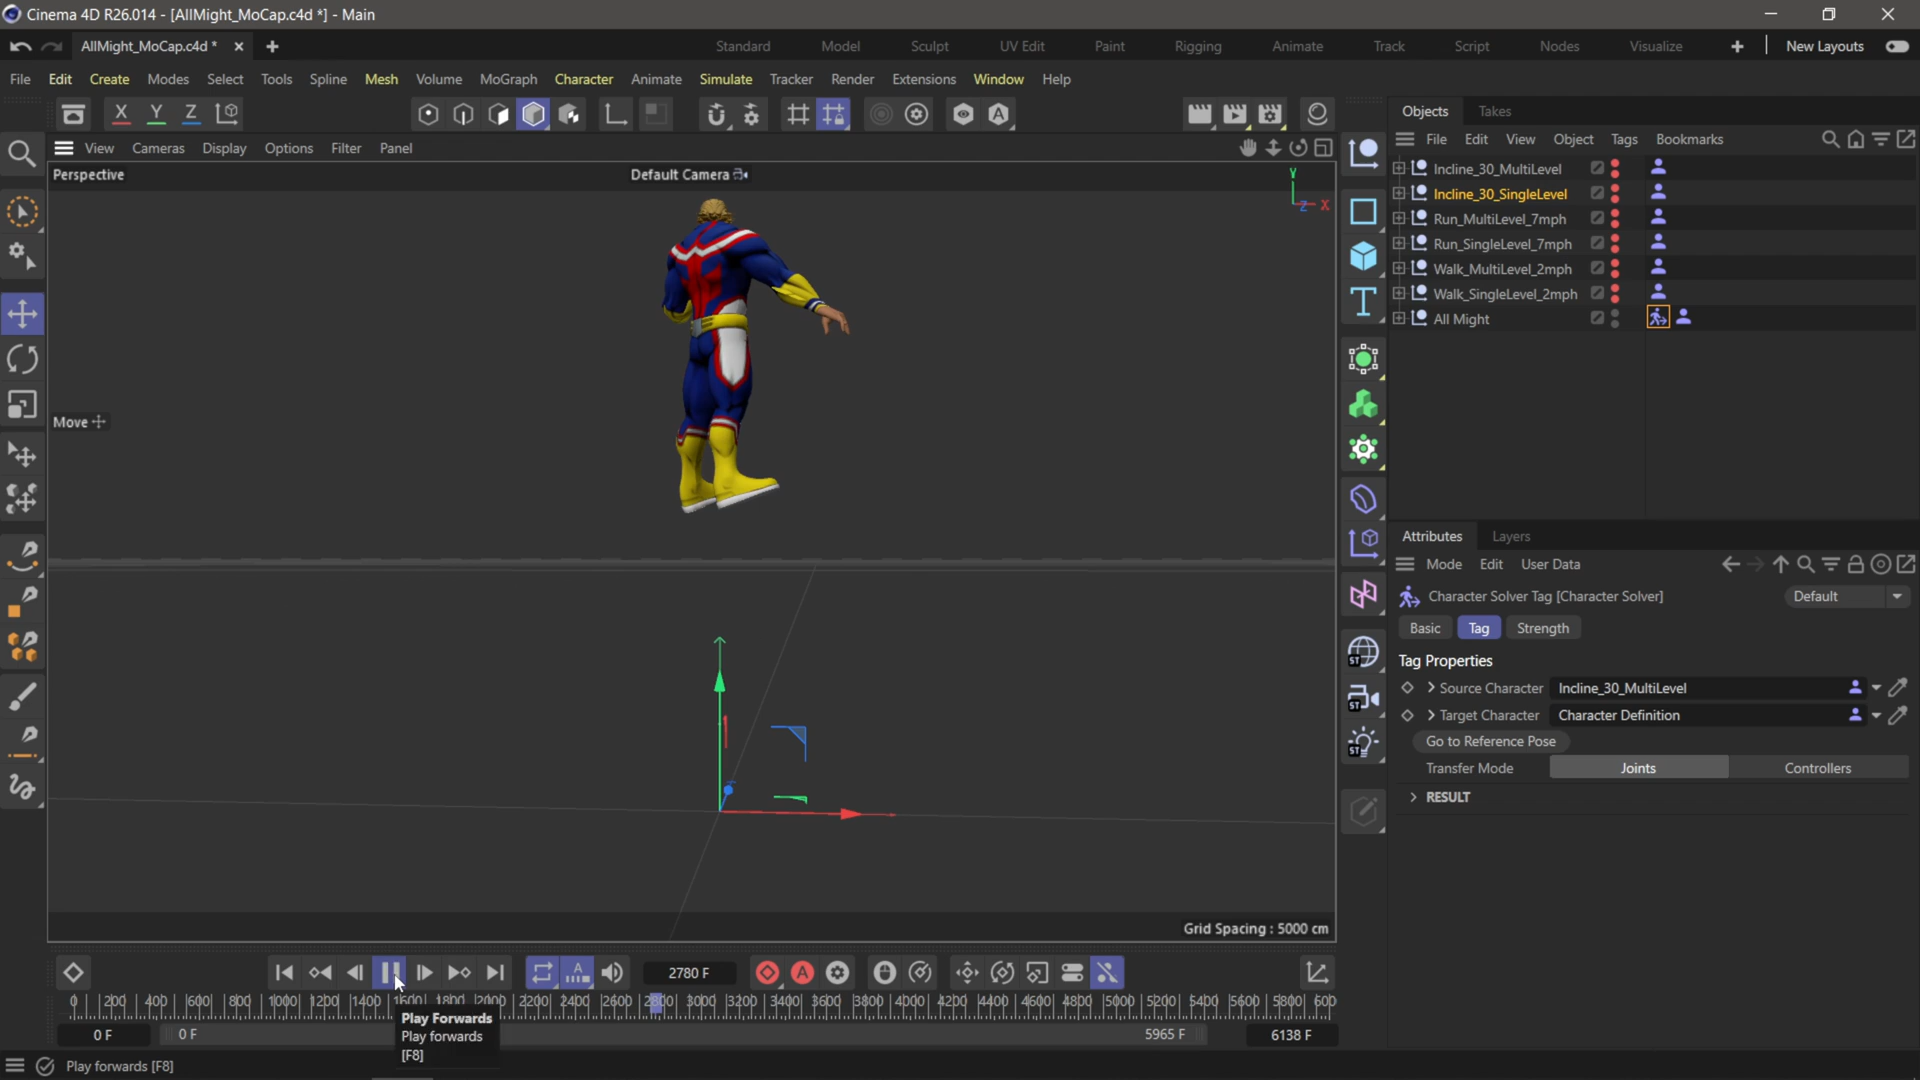 Cinema 4D R26.014 - [AllMight_MoCap.c4d *] - Main
AllMight_MoCap.c4d *
Standard Model Sculpt UV Edit Paint Rigging Animate Track Script Nodes Visualize New Layouts
File Edit Create Modes Select Tools Spline Mesh Volume MoGraph Character Animate Simulate Tracker Render Extensions Window Help
X Y Z
Objects Takes
View Cameras Display Options Filter Panel
File Edit View Object Tags Bookmarks
Perspective
Default Camera
Y
Z X
Incline_30_MultiLevel
Incline_30_SingleLevel
Run_MultiLevel_7mph
Run_SingleLevel_7mph
Walk_MultiLevel_2mph
Walk_SingleLevel_2mph
All Might
Move
Attributes Layers
Mode Edit User Data
Character Solver Tag [Character Solver]
Default
Basic Tag Strength
Tag Properties
Source Character Incline_30_MultiLevel
Target Character Character Definition
Go to Reference Pose
Transfer Mode Joints Controllers
RESULT
ST
ST
ST
Grid Spacing : 5000 cm
2780 F
0 200 400 600 800 1000 1200 1400 1600 1800 2000 2200 2400 2600 2800 3000 3200 3400 3600 3800 4000 4200 4400 4600 4800 5000 5200 5400 5600 5800 600
0 F 0 F 5965 F 6138 F
Play Forwards
Play forwards
[F8]
Play forwards [F8]